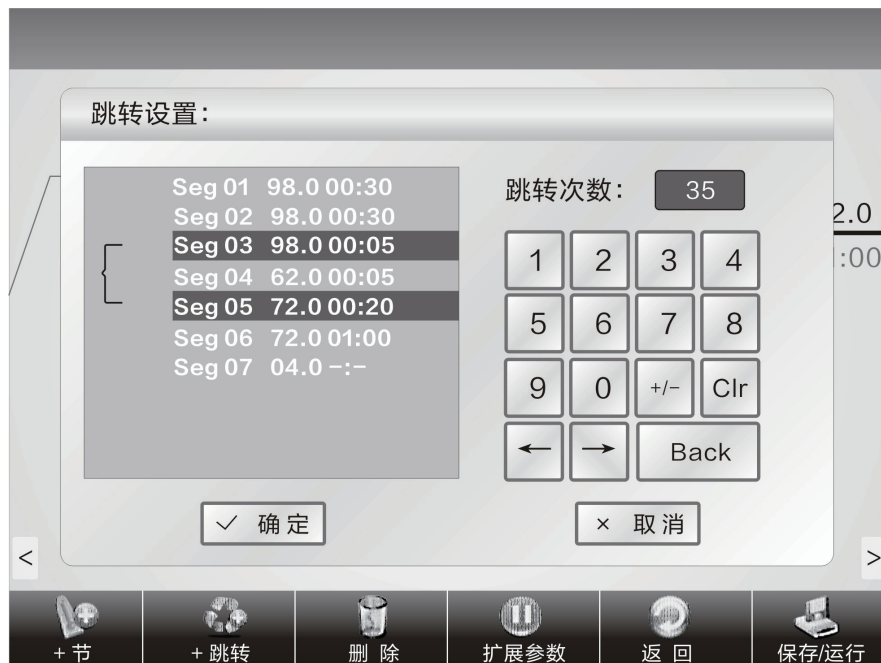 跳转设置：
Seg 01 98.0 00:30
Seg 02 98.0 00:30
Seg 03 98.0 00:05
Seg 04 62.0 00:05
Seg 05 72.0 00:20
Seg 06 72.0 01:00
Seg 07 04.0 –:–
跳转次数： 35
1 2 3 4
5 6 7 8
9 0 +/– Clr
← → Back
✓ 确定
× 取消
2.0
:00
< >
+ 节
+ 跳转
删 除
扩展参数
返 回
保存/运行